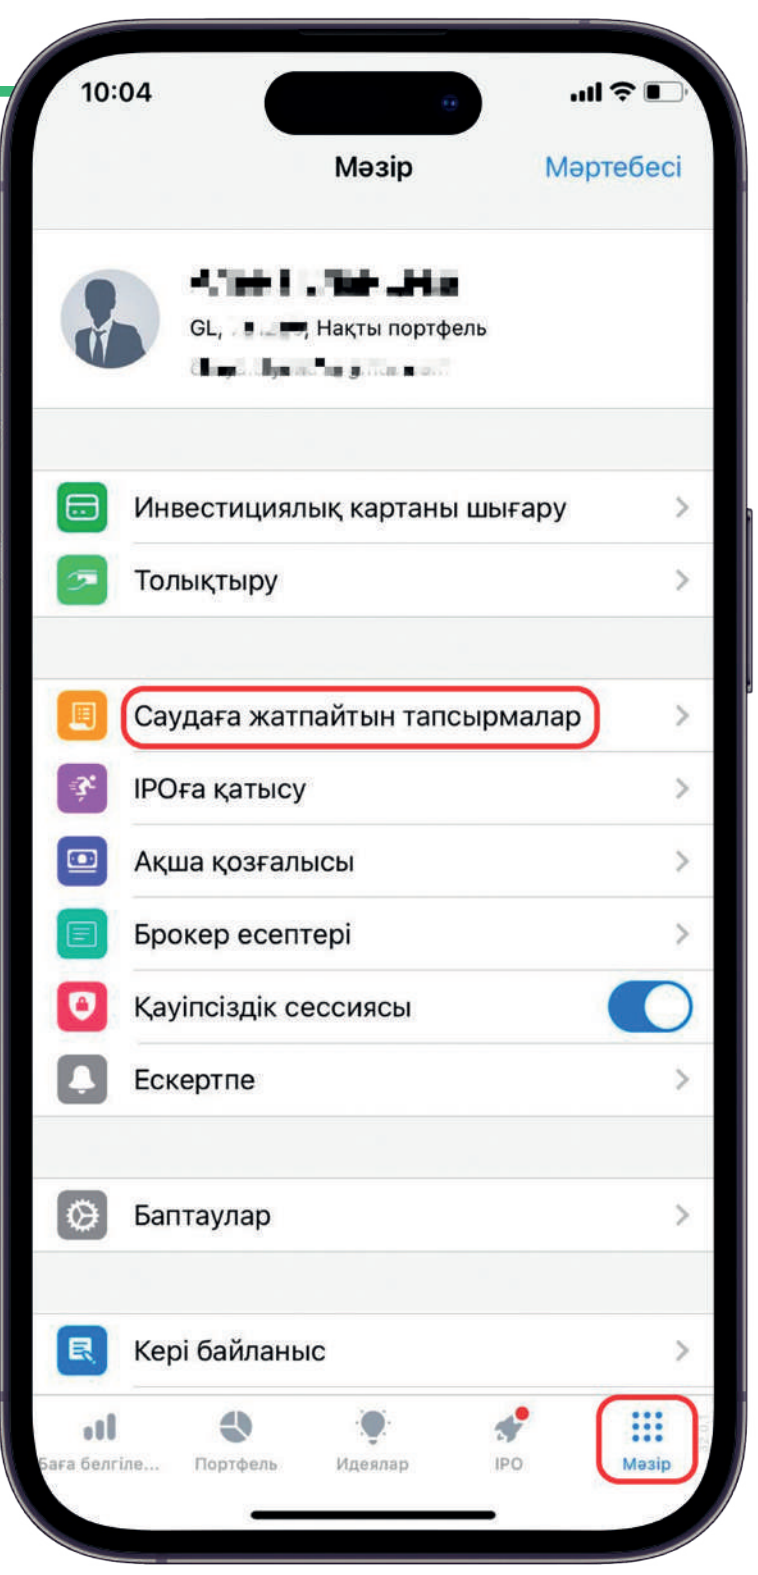 10:04
Мәзір
Мәртебесі
GL,
Нақты портфель
Инвестициялық картаны шығару
Толықтыру
Саудаға жатпайтын тапсырмалар
IPOға қатысу
Ақша қозғалысы
Брокер есептері
Қауіпсіздік сессиясы
Ескертпе
Баптаулар
Кері байланыс
Баға белгіле...
Портфель
Идеялар
IPO
Мәзір